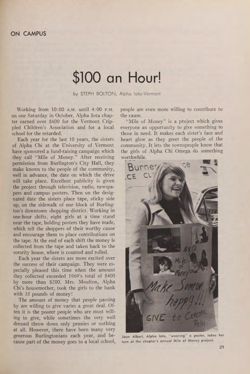 ON CAMPUS
$100 an Hour!
by STEPH BOLTON, Alpha Iota-Vermont
Working from 10:00 A.M. until 4:00 P.M.
on one Saturday in October, Alpha Iota chap-
ter earned over $600 for the Vermont Crip-
pled Children's Association and for a local
school for the retarded.
Each year for the last 10 years, the sisters
of Alpha Chi at the University of Vermont
have sponsored a fund-raising campaign which
they call "Mile of Money." After receiving
permission from Burlington's City Hall, they
make known to the people of the community,
well in advance, the date on which the drive
will take place. Excellent publicity is given
the project through television, radio, newspa-
pers and campus posters. Then on the desig-
nated date the sisters place tape, sticky side
up, on the sidewalk of one block of Burling-
ton's downtown shopping district. Working in
one-hour shifts, eight girls at a time stand
near the tape, holding posters they have made
which tell the shoppers of their worthy cause
and encourage them to place contributions on
the tape. At the end of each shift the money is
collected from the tape and taken back to the
sorority house, where it is counted and rolled.
Each year the sisters are more excited over
the success of their campaign. They were es-
pecially pleased this time when the amount
they collected exceeded 1969's total of $400
by more than $200. Mrs. Moulton, Alpha
Chi's housemother, took the girls to the bank
with 51 pounds of money!
The amount of money that people passing
by are willing to give varies a great deal. Of-
ten it is the poorer people who are most will-
ing to give, while sometimes the very well
dressed throw down only pennies or nothing
at all. However, there have been many very
generous Burlingtonians each year, and be-
cause part of the money goes to a local school,
people are even more willing to contribute to
the cause.
"Mile of Money" is a project which gives
everyone an opportunity to give something to
those in need. It makes each sister's face and
heart glow as they greet the people of the
community. It lets the townspeople know that
the girls of Alpha Chi Omega do something
worthwhile.
Make Someone
happy
GIVE to
Jean Albert, Alpha Iota, "wearing" a poster, takes her
turn at the chapter's annual Mile of Money project.
29